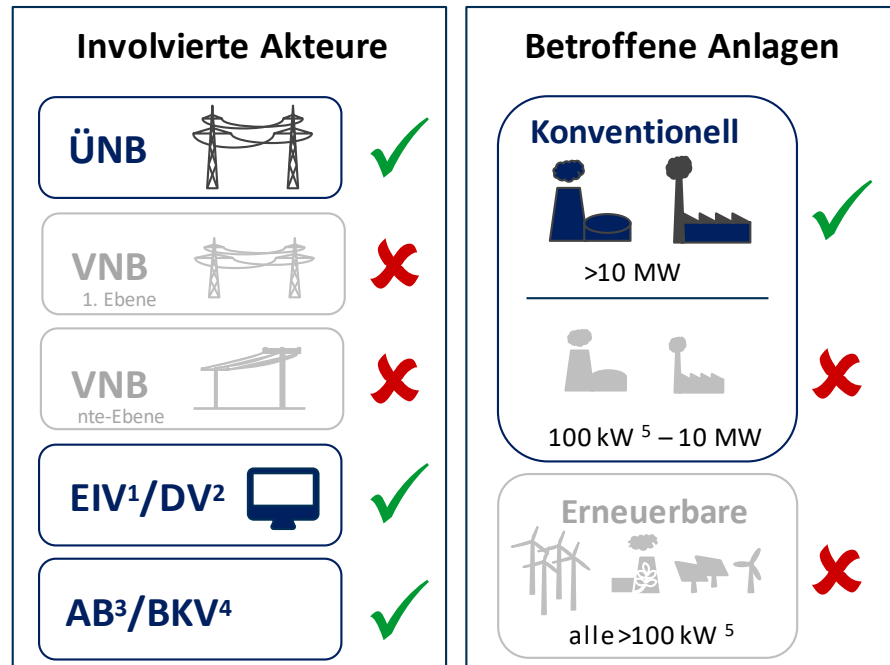 Involvierte Akteure
ÜNB
VNB
1. Ebene
VNB
nte-Ebene
EIV¹/DV²
AB³/BKV⁴
Betroffene Anlagen
Konventionell
>10 MW
100 kW ⁵ – 10 MW
Erneuerbare
alle >100 kW ⁵